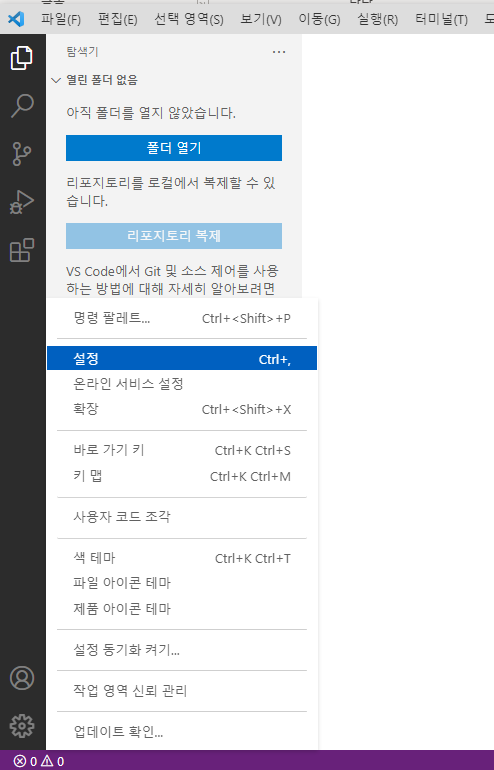 파일(F) 편집(E) 선택 영역(S) 보기(V) 이동(G) 실행(R) 터미널(T)
탐색기 ...
열린 폴더 없음
아직 폴더를 열지 않았습니다.
폴더 열기
리포지토리를 로컬에서 복제할 수 있
습니다.
리포지토리 복제
VS Code에서 Git 및 소스 제어를 사용
하는 방법에 대해 자세히 알아보려면
명령 팔레트... Ctrl+<Shift>+P
설정 Ctrl+,
온라인 서비스 설정
확장 Ctrl+<Shift>+X
바로 가기 키 Ctrl+K Ctrl+S
키 맵 Ctrl+K Ctrl+M
사용자 코드 조각
색 테마 Ctrl+K Ctrl+T
파일 아이콘 테마
제품 아이콘 테마
설정 동기화 켜기...
작업 영역 신뢰 관리
업데이트 확인...
0 0